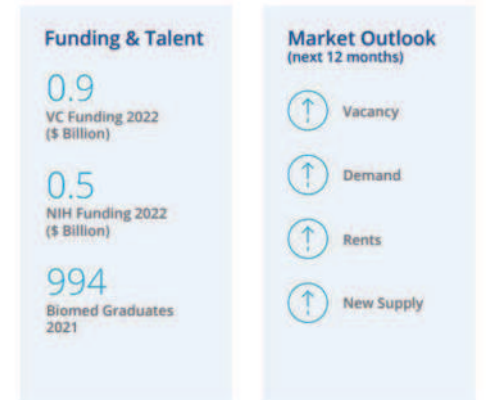 Funding & Talent
0.9
VC Funding 2022
($ Billion)
0.5
NIH Funding 2022
($ Billion)
994
Biomed Graduates
2021
Market Outlook
(next 12 months)
Vacancy
Demand
Rents
New Supply